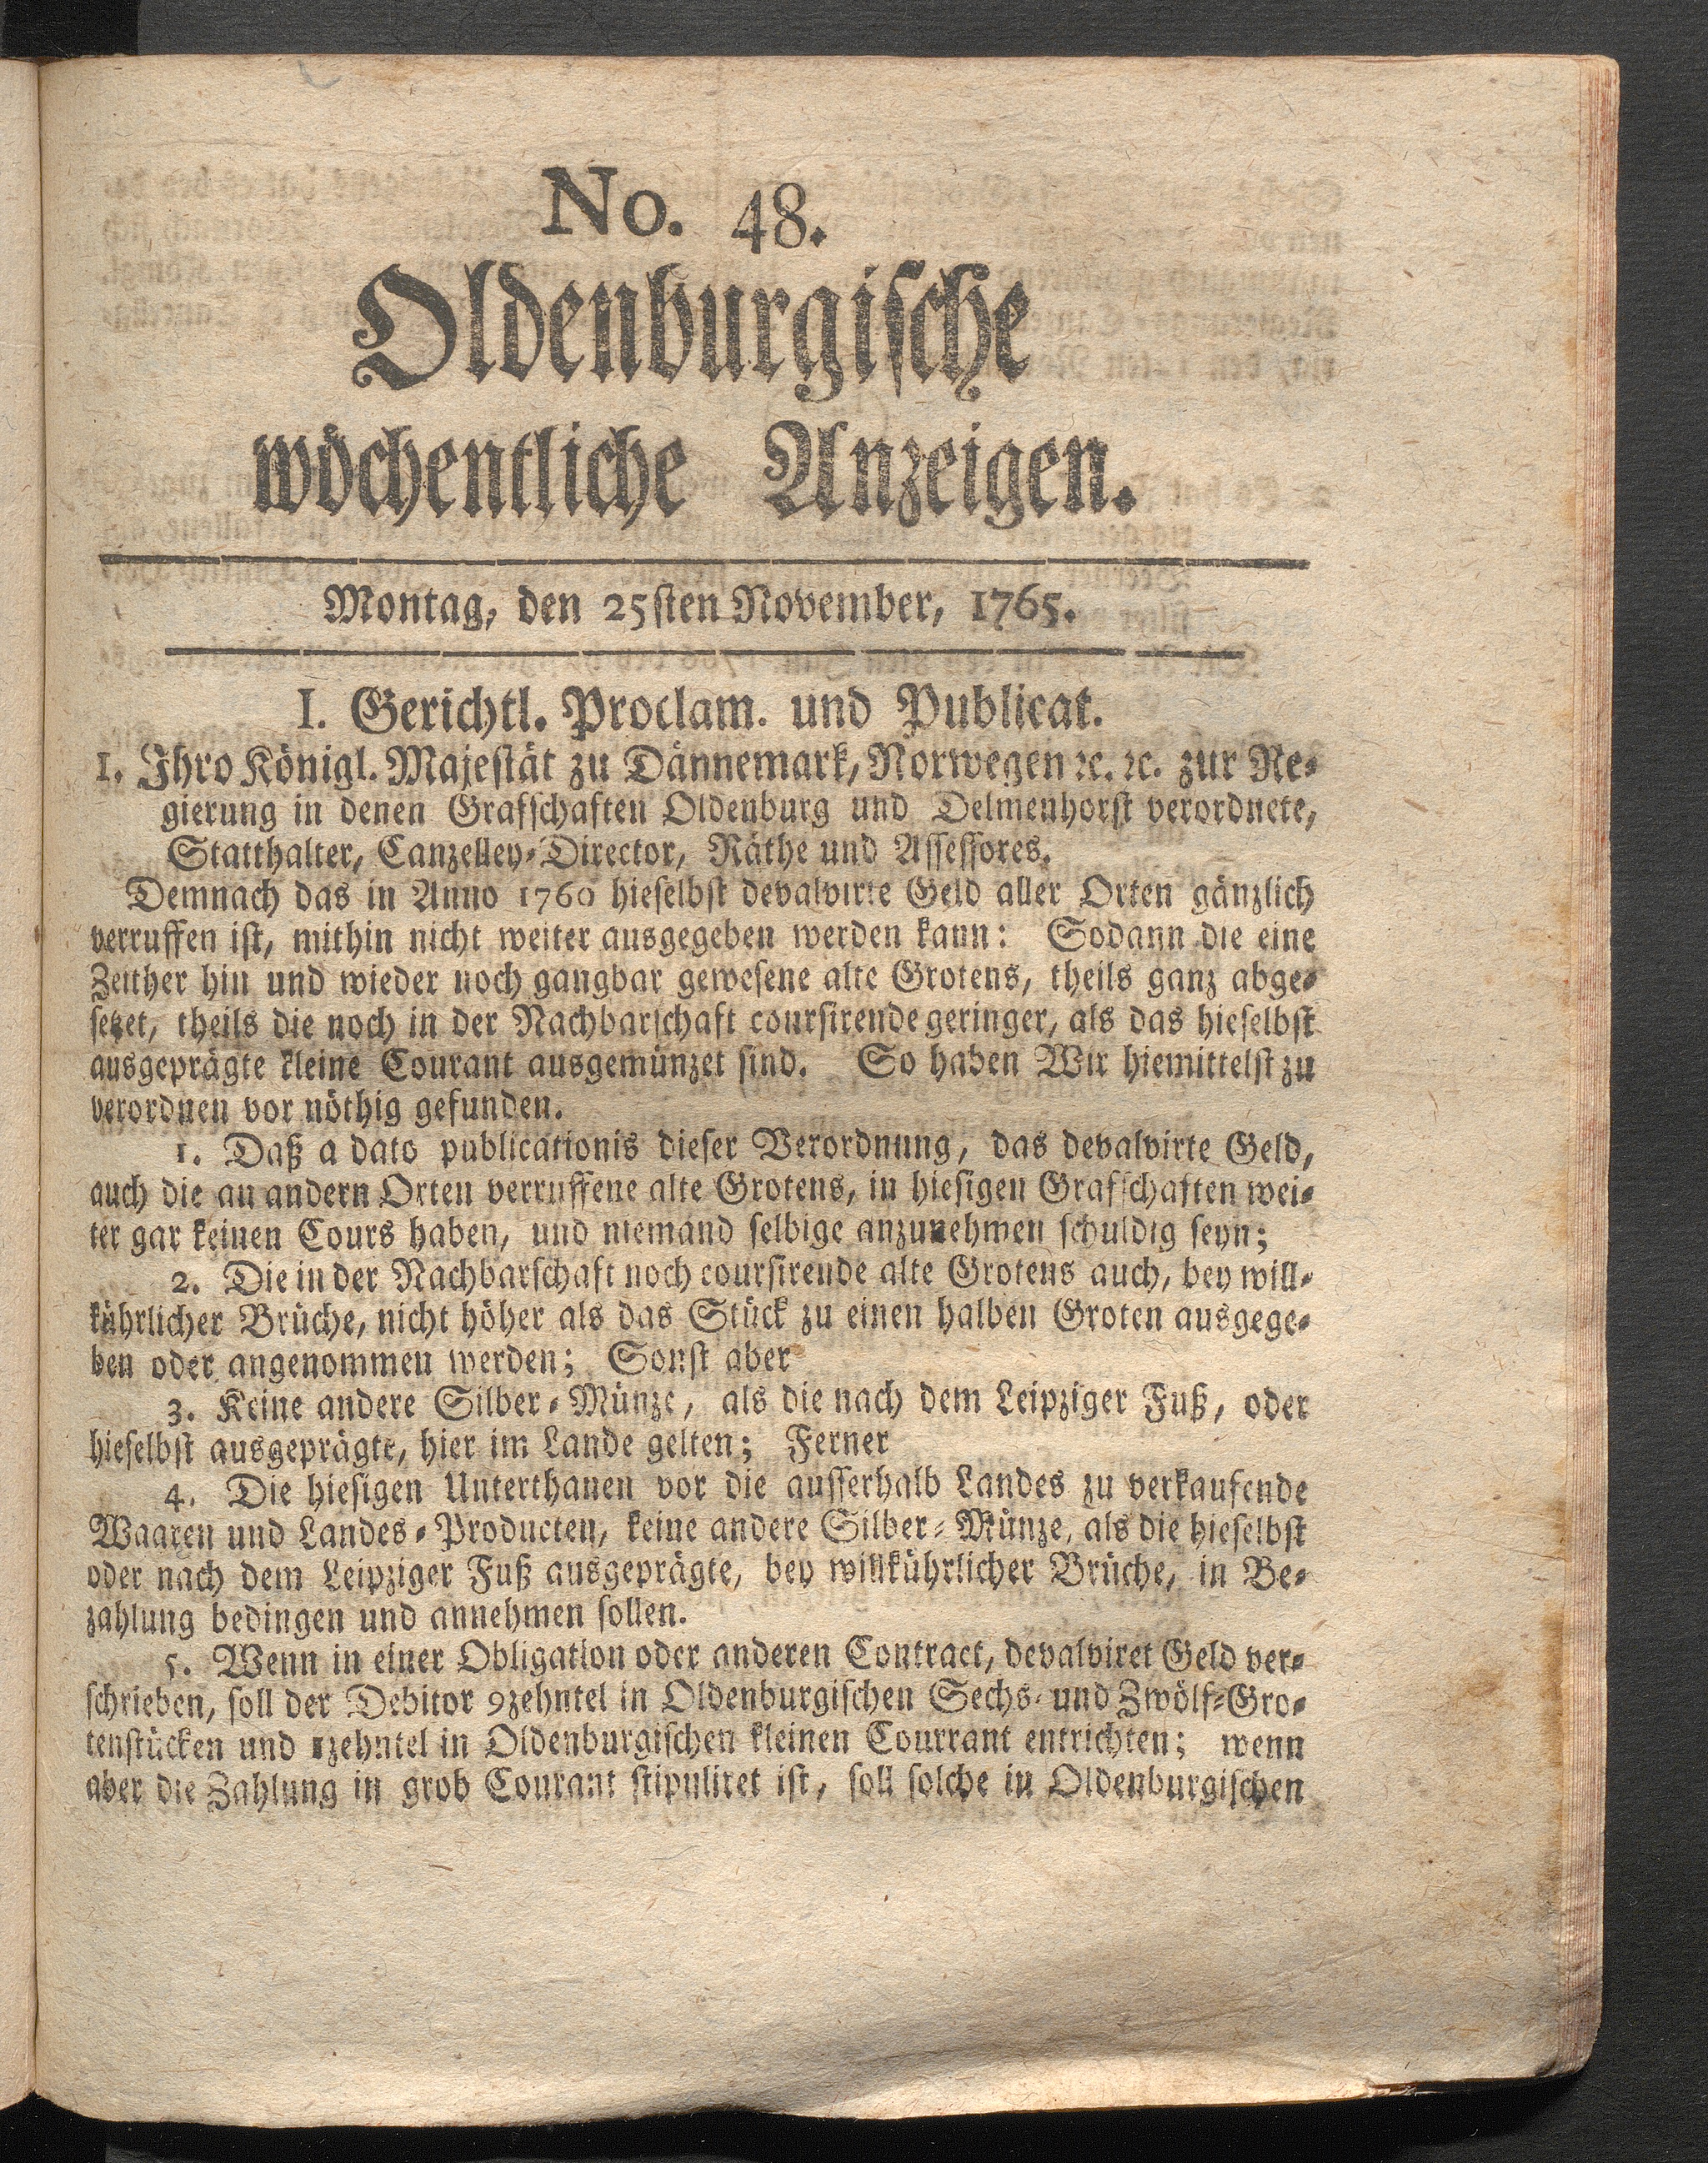 No. 48.
Oldenburgische
wöchentliche Anzeigen.
Montag, den 25sten November, 1765.
I. Gerichtl. Proclam. und Publicat.
1. Ihro Königl. Majestät zu Dännemark, Norwegen ꝛc. ꝛc. zur Re-
gierung in denen Grafschaften Oldenburg und Delmenhorst verordnete,
Statthalter, Canzelley-Director, Räthe und Assessores.
Demnach das in Anno 1760 hieselbst devalvirte Geld aller Orten gänzlich
verruffen ist, mithin nicht weiter ausgegeben werden kann: Sodann die eine
Zeither hin und wieder noch gangbar gewesene alte Grotens, theils ganz abge-
setzet, theils die noch in der Nachbarschaft coursirende geringer, als das hieselbst
ausgeprägte kleine Courant ausgemünzet sind. So haben Wir hiemittelst zu
verordnen vor nöthig gefunden.
1. Daß a dato publicationis dieser Verordnung, das devalvirte Geld,
auch die an andern Orten verruffene alte Grotens, in hiesigen Grafschaften wei-
ter gar keinen Cours haben, und niemand selbige anzunehmen schuldig seyn;
2. Die in der Nachbarschaft noch coursirende alte Grotens auch, bey will-
kührlicher Brüche, nicht höher als das Stück zu einen halben Groten ausgege-
ben oder angenommen werden; Sonst aber
3. Keine andere Silber-Münze, als die nach dem Leipziger Fuß, oder
hieselbst ausgeprägte, hier im Lande gelten; Ferner
4. Die hiesigen Unterthanen vor die ausserhalb Landes zu verkaufende
Waaren und Landes-Producten, keine andere Silber-Münze, als die hieselbst
oder nach dem Leipziger Fuß ausgeprägte, bey willkührlicher Brüche, in Be-
zahlung bedingen und annehmen sollen.
5. Wenn in einer Obligation oder anderen Contract, devalviret Geld ver-
schrieben, soll der Debitor 9zehntel in Oldenburgischen Sechs- und Zwölf-Gro-
tenstücken und 1zehntel in Oldenburgischen kleinen Courrant entrichten; wenn
aber die Zahlung in grob Courant stipuliret ist, soll solche in Oldenburgischen